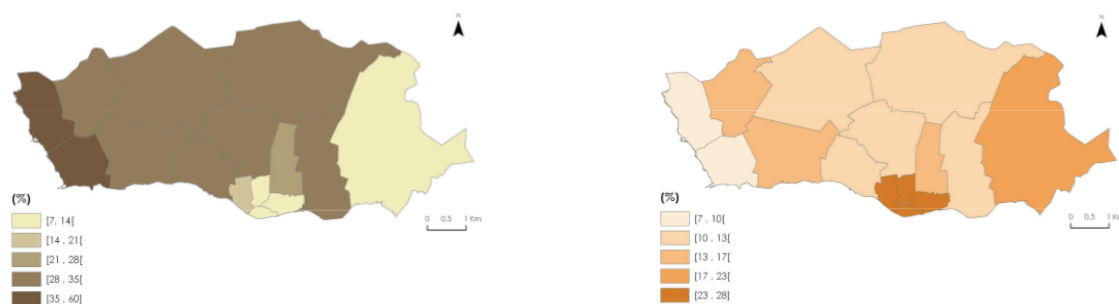 N
(%)
[7, 14[
[14 , 21[
[21 , 28[
[28 , 35[
[35 , 60]
0 0,5 1 Km
N
(%)
[7 , 10[
[10 , 13[
[13 , 17[
[17 , 23[
[23 , 28]
0 0,5 1 Km